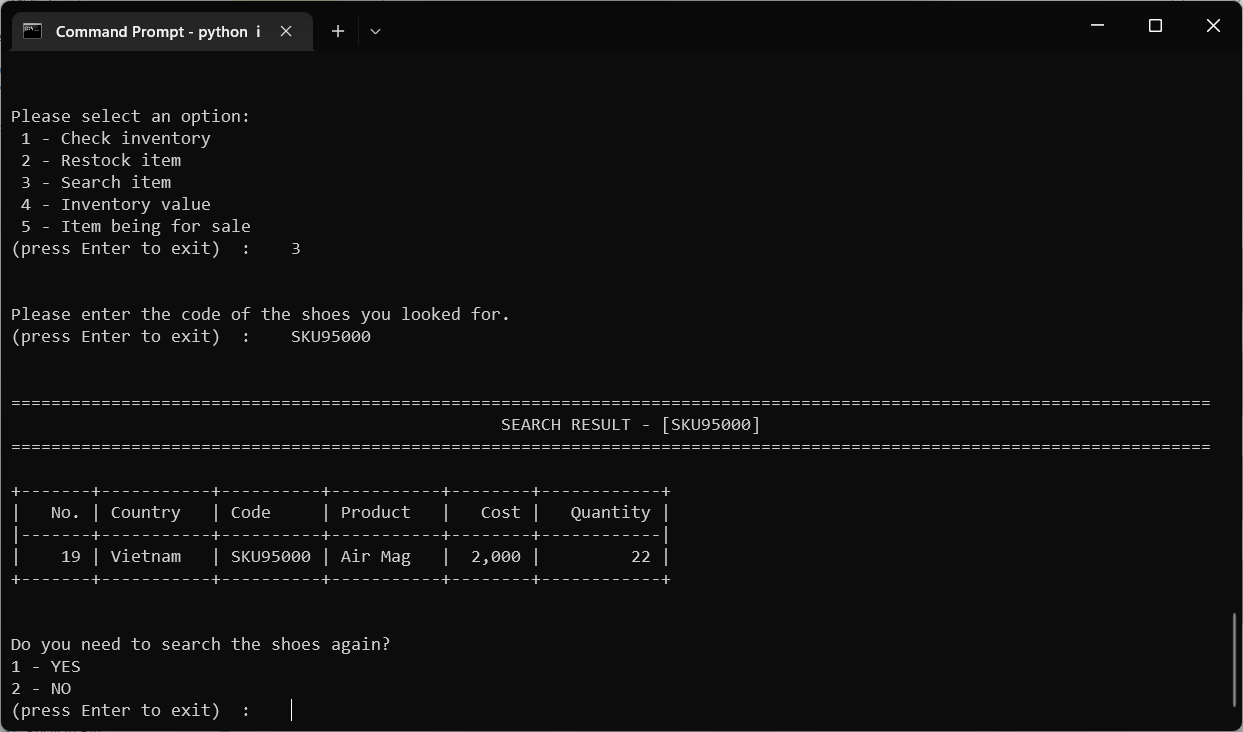 Command Prompt - python i
Please select an option:
 1 - Check inventory
 2 - Restock item
 3 - Search item
 4 - Inventory value
 5 - Item being for sale
(press Enter to exit)  :    3
Please enter the code of the shoes you looked for.
(press Enter to exit)  :    SKU95000
========================================================================================================================
SEARCH RESULT - [SKU95000]
========================================================================================================================
+-------+-----------+----------+-----------+--------+------------+
|   No. | Country   | Code     | Product   |   Cost |   Quantity |
|-------+-----------+----------+-----------+--------+------------|
|    19 | Vietnam   | SKU95000 | Air Mag   |  2,000 |         22 |
+-------+-----------+----------+-----------+--------+------------+
Do you need to search the shoes again?
1 - YES
2 - NO
(press Enter to exit)  :